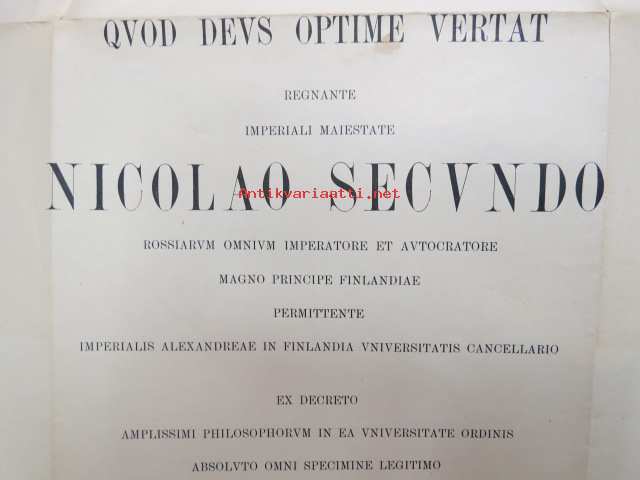 QVOD DEVS OPTIME VERTAT
REGNANTE
IMPERIALI MAIESTATE
NICOLAO SECVNDO
Antikvariaatti.net
ROSSIARVM OMNIVM IMPERATORE ET AVTOCRATORE
MAGNO PRINCIPE FINLANDIAE
PERMITTENTE
IMPERIALIS ALEXANDREAE IN FINLANDIA VNIVERSITATIS CANCELLARIO
EX DECRETO
AMPLISSIMI PHILOSOPHORVM IN EA VNIVERSITATE ORDINIS
ABSOLVTO OMNI SPECIMINE LEGITIMO